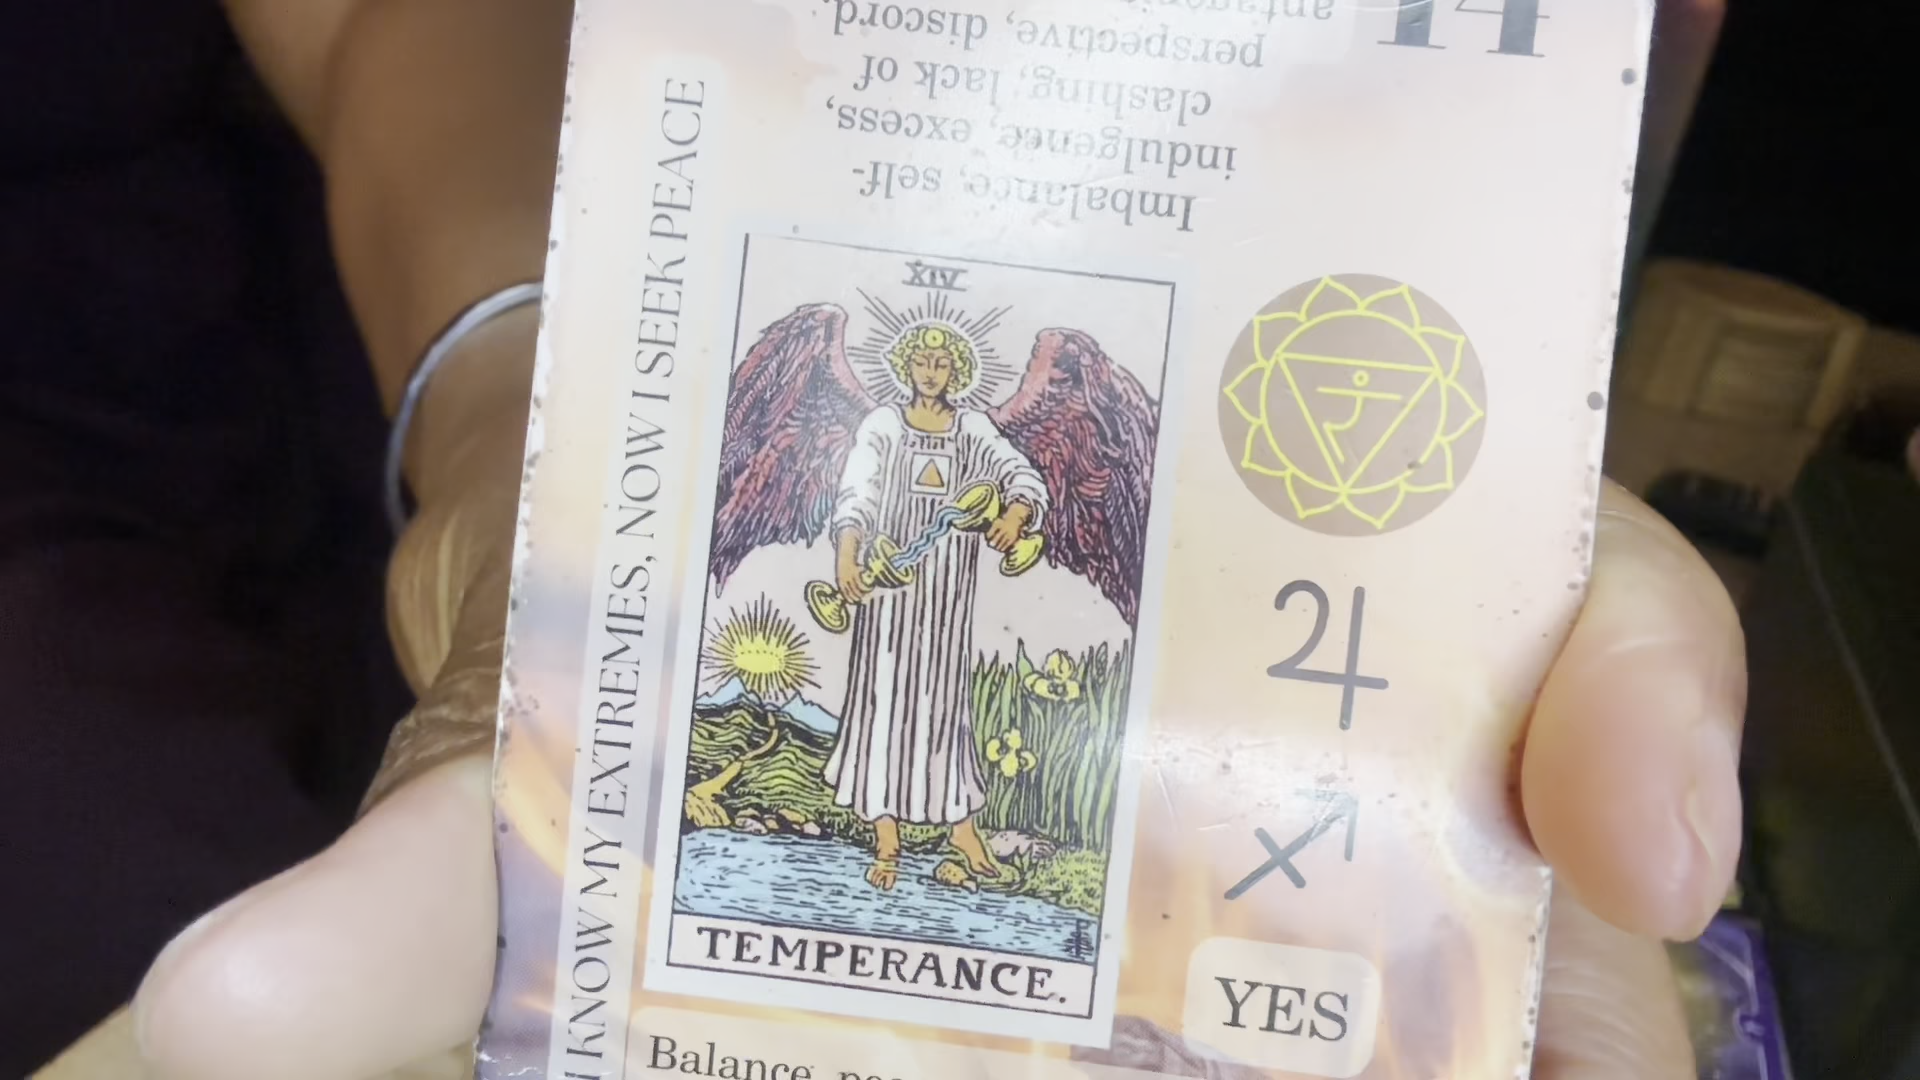 14
Imbalance, self-
indulgence, excess,
clashing, lack of
perspective, discord,
I KNOW MY EXTREMES, NOW I SEEK PEACE
XIV
יהוה
TEMPERANCE.
YES
Balance,